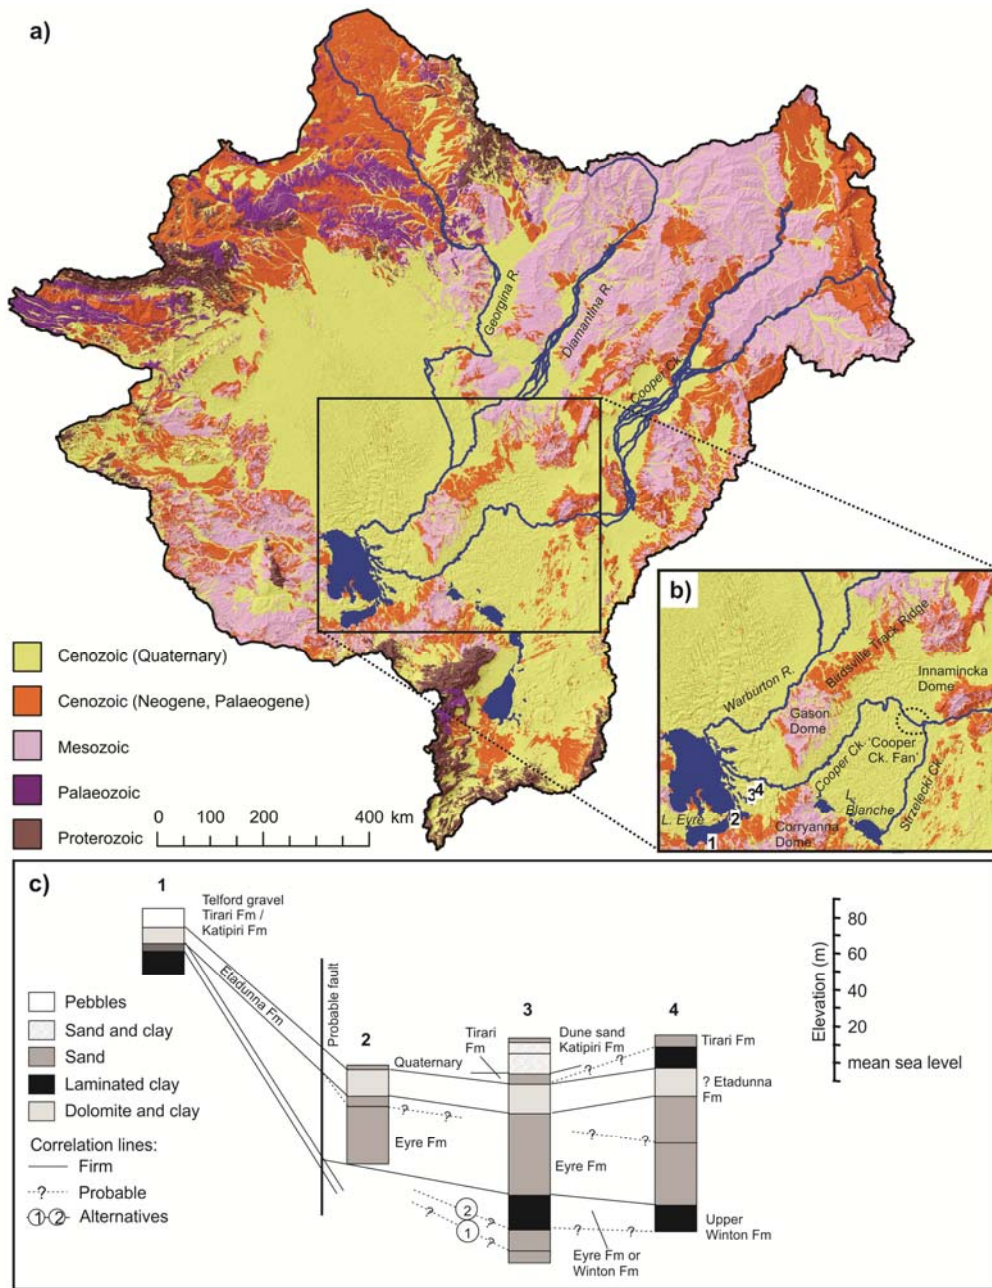 a)
Georgina R.
Diamantina R.
Cooper Ck.
Cenozoic (Quaternary)
Cenozoic (Neogene, Palaeogene)
Mesozoic
Palaeozoic
Proterozoic
0 100 200 400 km
b)
Birdsville Track Ridge
Innamincka
Dome
Warburton R.
Gason
Dome
Cooper Ck.
'Cooper
Ck. Fan'
Strzelecki Ck.
L.
Blanche
L. Eyre
Corryanna
Dome
1
2
3
4
c)
1
Telford gravel
Tirari Fm /
Katipiri Fm
Etadunna Fm
Probable fault
Pebbles
Sand and clay
Sand
Laminated clay
Dolomite and clay
Correlation lines:
Firm
? Probable
1 2 Alternatives
2
Quaternary
Eyre Fm
3
Tirari
Fm
Dune sand
Katipiri Fm
? ?
Eyre Fm
4
Tirari Fm
? Etadunna
Fm
? ?
? ?
2 ?
1
? ?
? ?
Eyre Fm or
Winton Fm
Upper
Winton Fm
Elevation (m)
80
60
40
20
mean sea level